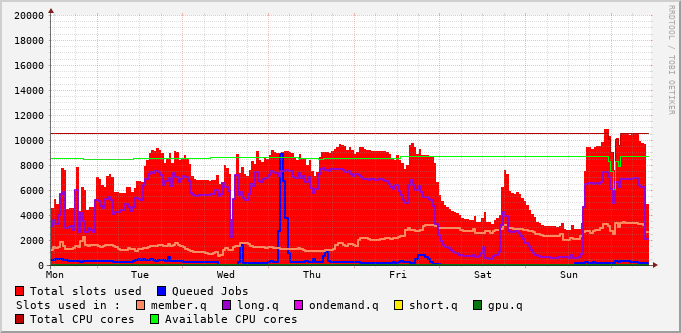 20000
18000
16000
14000
12000
10000
8000
6000
4000
2000
0
Mon Tue Wed Thu Fri Sat Sun
RRDTOOL / TOBI OETIKER
Total slots used Queued Jobs
Slots used in : member.q long.q ondemand.q short.q gpu.q
Total CPU cores Available CPU cores